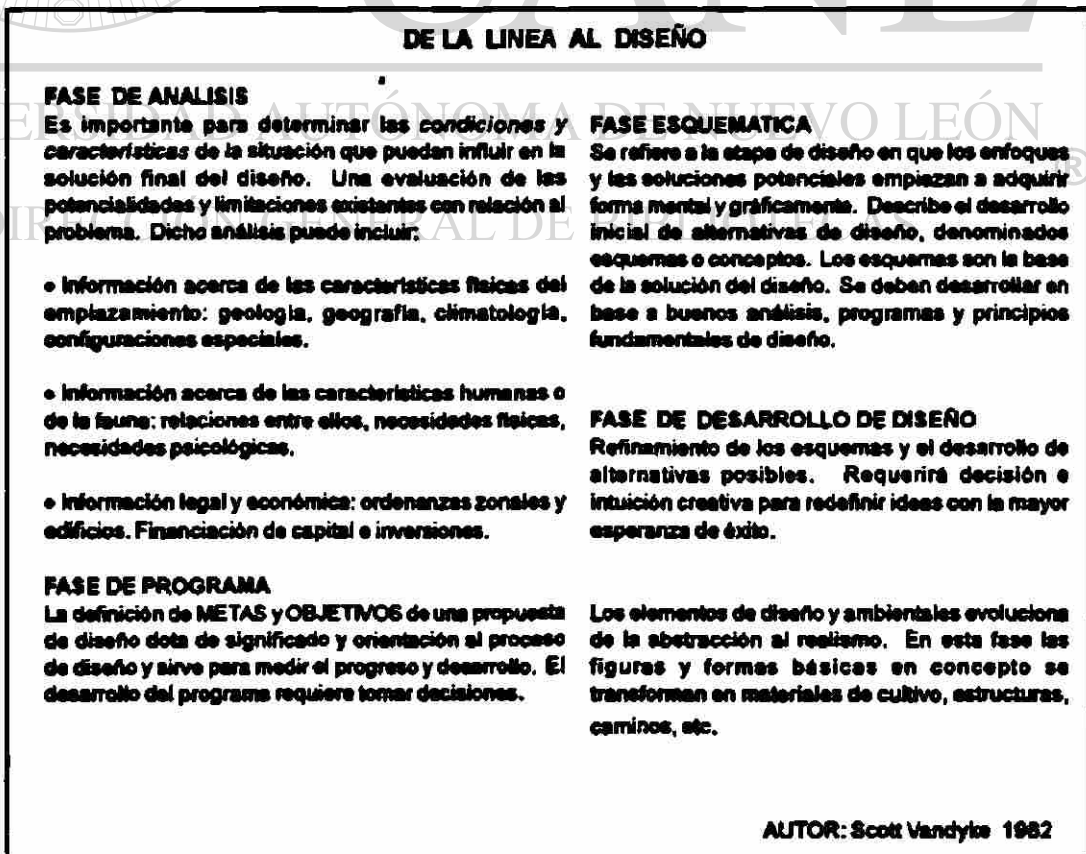 DE LA LINEA AL DISEÑO
FASE DE ANALISIS
Es importante para determinar las condiciones y
características de la situación que puedan influir en la
solución final del diseño. Una evaluación de las
potencialidades y limitaciones existentes con relación al
problema. Dicho análisis puede incluir:
• Información acerca de las características físicas del
emplazamiento: geología, geografía, climatología,
configuraciones especiales.
• Información acerca de las características humanas o
de la fauna: relaciones entre ellos, necesidades físicas,
necesidades psicológicas.
• Información legal y económica: ordenanzas zonales y
edificios. Financiación de capital e inversiones.
FASE DE PROGRAMA
La definición de METAS y OBJETIVOS de una propuesta
de diseño dota de significado y orientación al proceso
de diseño y sirve para medir el progreso y desarrollo. El
desarrollo del programa requiere tomar decisiones.
FASE ESQUEMATICA
Se refiere a la etapa de diseño en que los enfoques
y las soluciones potenciales empiezan a adquirir
forma mental y gráficamente. Describe el desarrollo
inicial de alternativas de diseño, denominados
esquemas o conceptos. Los esquemas son la base
de la solución del diseño. Se deben desarrollar en
base a buenos análisis, programas y principios
fundamentales de diseño.
FASE DE DESARROLLO DE DISEÑO
Refinamiento de los esquemas y el desarrollo de
alternativas posibles. Requerirá decisión e
intuición creativa para redefinir ideas con la mayor
esperanza de éxito.
Los elementos de diseño y ambientales evoluciona
de la abstracción al realismo. En esta fase las
figuras y formas básicas en concepto se
transforman en materiales de cultivo, estructuras,
caminos, etc.
AUTOR: Scott Vandyke 1982
UANL
ERSIDAD AUTÓNOMA DE NUEVO LEÓN
®
DIRECCIÓN GENERAL DE BIBLIOTECAS